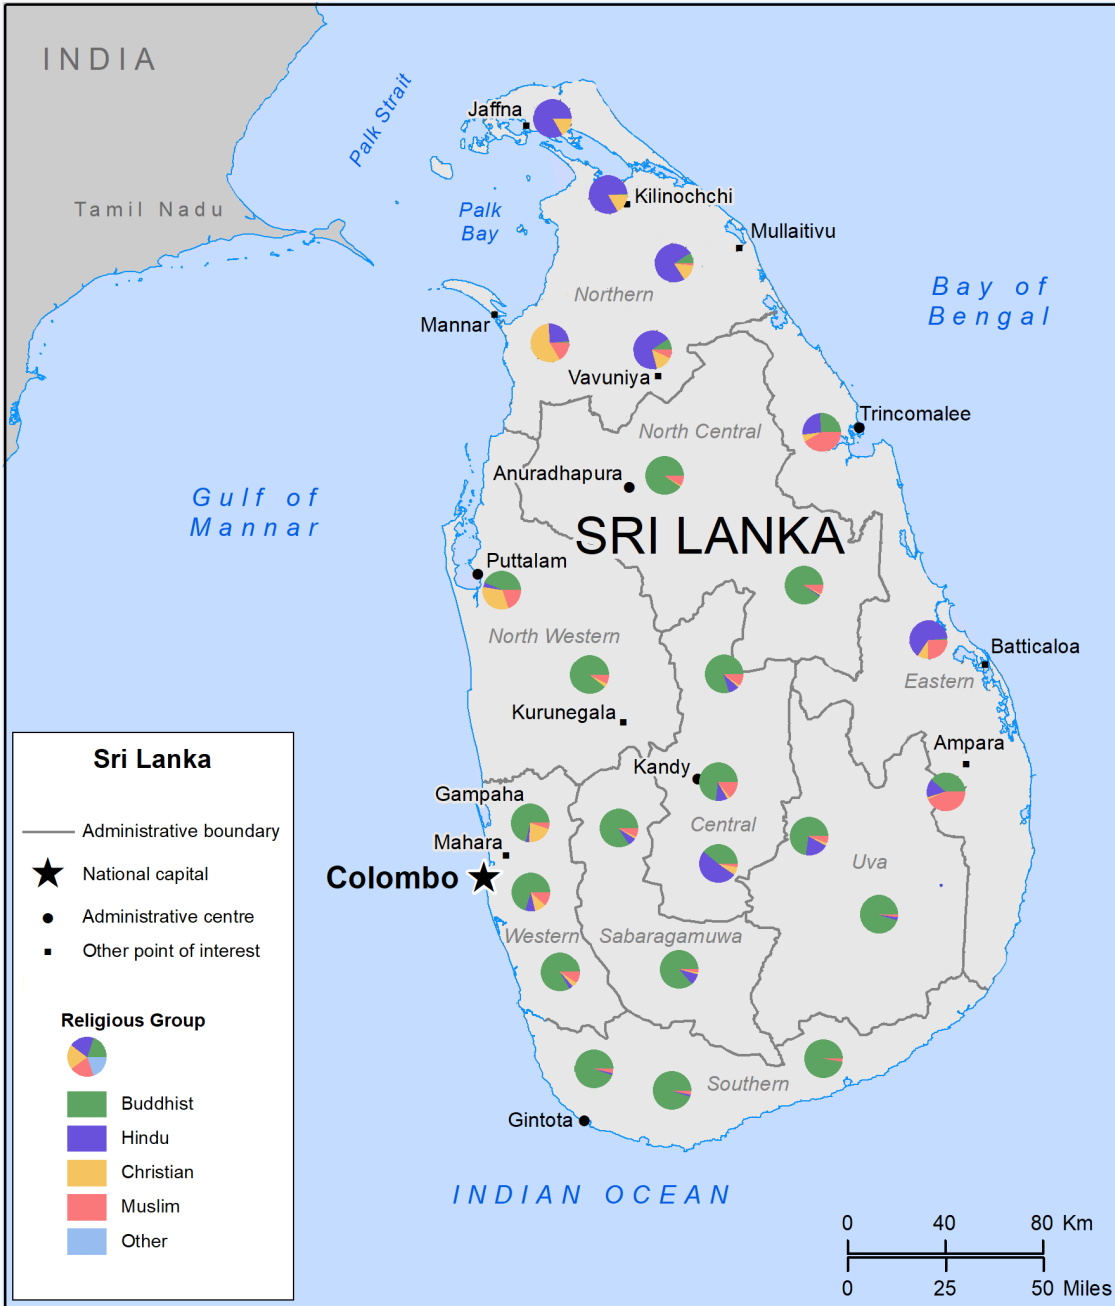 INDIA
Palk Strait
Jaffna
Kilinochchi
Tamil Nadu
Palk
Bay
Mullaitivu
Northern
Bay of
Bengal
Mannar
Vavuniya
Trincomalee
North Central
Anuradhapura
Gulf of
Mannar
SRI LANKA
Puttalam
North Western
Batticaloa
Eastern
Kurunegala
Ampara
Kandy
Gampaha
Central
Mahara
Uva
Colombo
Western
Sabaragamuwa
Southern
Gintota
INDIAN OCEAN
Sri Lanka
Administrative boundary
National capital
Administrative centre
Other point of interest
Religious Group
Buddhist
Hindu
Christian
Muslim
Other
0 40 80 Km
0 25 50 Miles